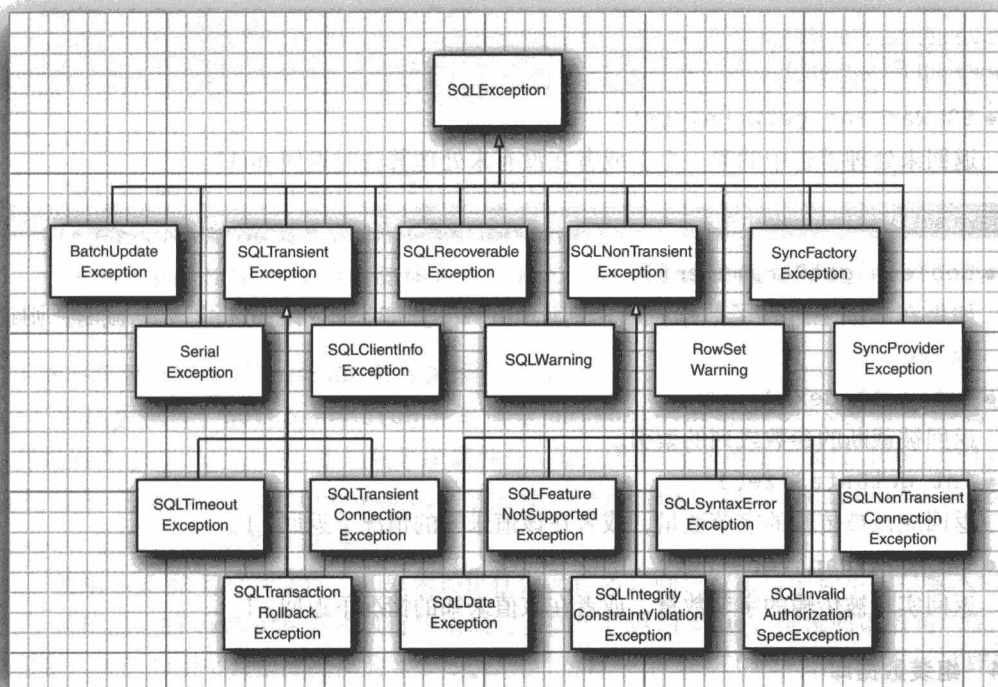 SQLException
BatchUpdate
Exception
SQLTransient
Exception
SQLRecoverable
Exception
SQLNonTransient
Exception
SyncFactory
Exception
Serial
Exception
SQLClientInfo
Exception
SQLWarning
RowSet
Warning
SyncProvider
Exception
SQLTimeout
Exception
SQLTransient
Connection
Exception
SQLFeature
NotSupported
Exception
SQLSyntaxError
Exception
SQLNonTransient
Connection
Exception
SQLTransaction
Rollback
Exception
SQLData
Exception
SQLIntegrity
ConstraintViolation
Exception
SQLInvalid
Authorization
SpecException